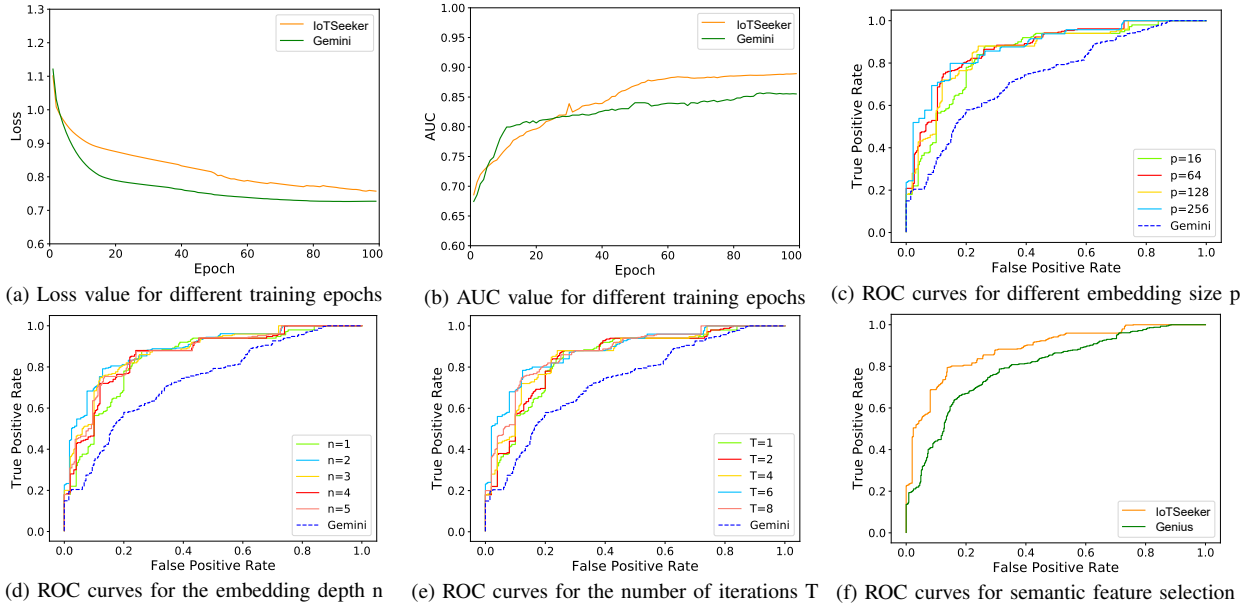 1.3
1.2
1.1
1.0
0.9
0.8
0.7
0.6
Loss
0
20
40
60
80
100
Epoch
IoTSeeker
Gemini
(a) Loss value for different training epochs
1.00
0.95
0.90
0.85
0.80
0.75
0.70
0.65
0.60
AUC
0
20
40
60
80
100
Epoch
IoTSeeker
Gemini
(b) AUC value for different training epochs
1.0
0.8
0.6
0.4
0.2
0.0
True Positive Rate
0.0
0.2
0.4
0.6
0.8
1.0
False Positive Rate
p=16
p=64
p=128
p=256
Gemini
(c) ROC curves for different embedding size p
1.0
0.8
0.6
0.4
0.2
0.0
True Positive Rate
0.0
0.2
0.4
0.6
0.8
1.0
False Positive Rate
n=1
n=2
n=3
n=4
n=5
Gemini
(d) ROC curves for the embedding depth n
1.0
0.8
0.6
0.4
0.2
0.0
True Positive Rate
0.0
0.2
0.4
0.6
0.8
1.0
False Positive Rate
T=1
T=2
T=4
T=6
T=8
Gemini
(e) ROC curves for the number of iterations T
1.0
0.8
0.6
0.4
0.2
0.0
True Positive Rate
0.0
0.2
0.4
0.6
0.8
1.0
False Positive Rate
IoTSeeker
Genius
(f) ROC curves for semantic feature selection